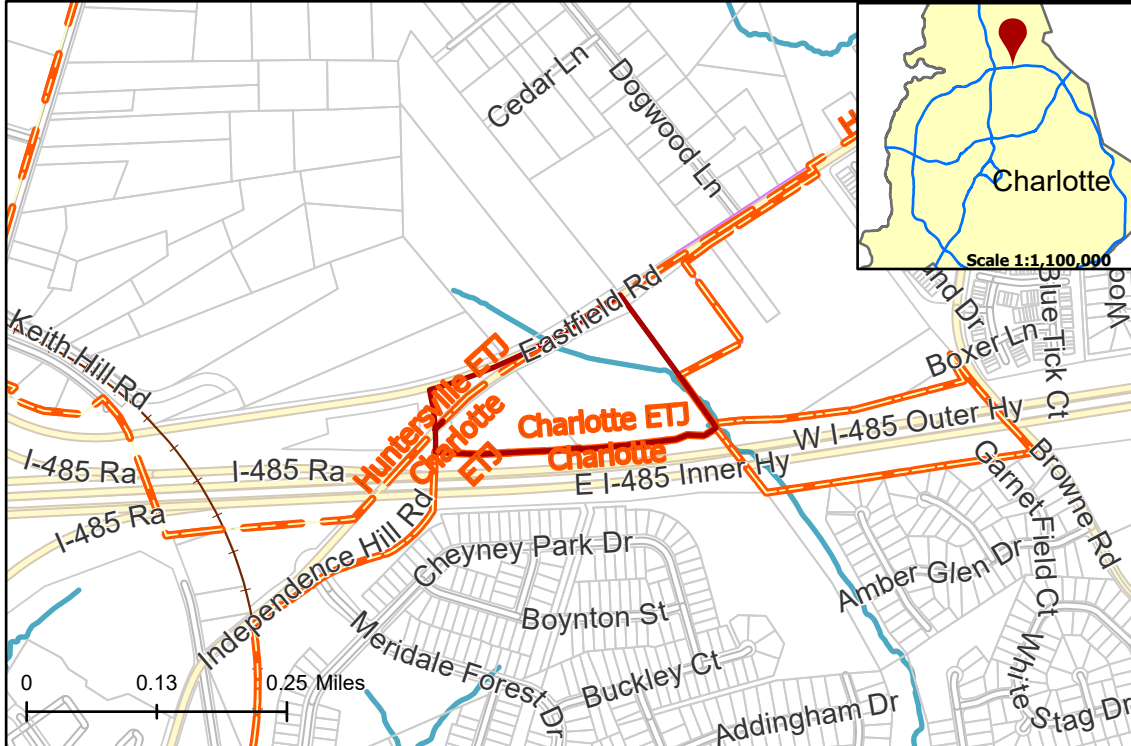 Cedar Ln
Dogwood Ln
H
Charlotte
Scale 1:1,100,000
Eastfield Rd
Keith Hill Rd
Huntersville ETJ
Charlotte
ETJ
Charlotte ETJ
Charlotte
und Dr
Blue Tick Ct
Woo
Boxer Ln
W I-485 Outer Hy
E I-485 Inner Hy
I-485 Ra
I-485 Ra
I-485 Ra
Independence Hill Rd
Cheyney Park Dr
Boynton St
Meridale Forest Dr
Buckley Ct
Addingham Dr
Amber Glen Dr
Garnet Field Ct
Browne Rd
White Stag Dr
0
0.13
0.25 Miles